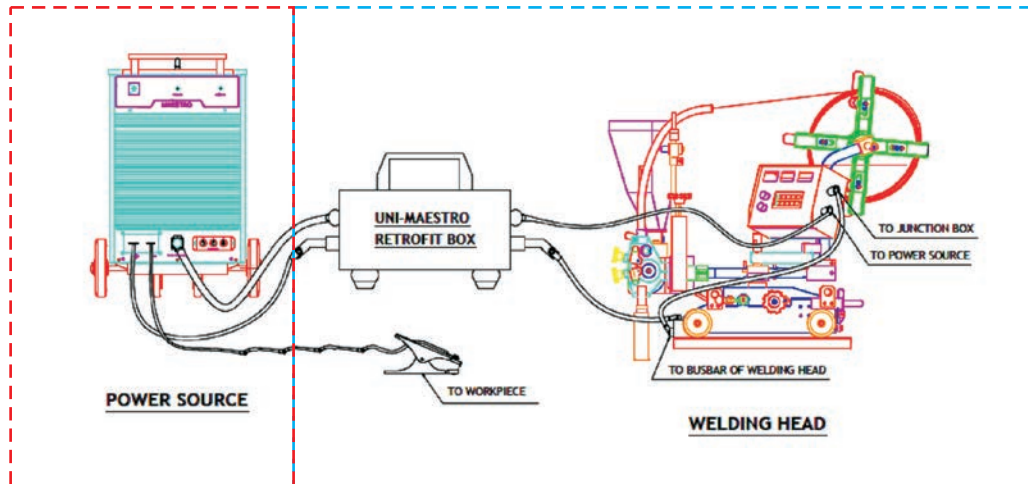 MAESTRO
UNI-MAESTRO
RETROFIT BOX
TO JUNCTION BOX
TO POWER SOURCE
TO BUSBAR OF WELDING HEAD
TO WORKPIECE
POWER SOURCE
WELDING HEAD